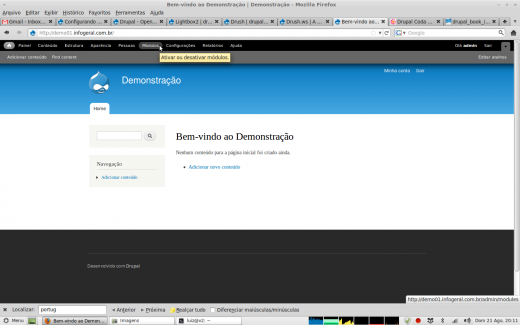 Bem-vindo ao Demonstração | Demonstração - Mozilla Firefox
Arquivo Editar Exibir Histórico Favoritos Ferramentas Ajuda
Gmail - Inbox... Configurando ... Drupal - Open... Lightbox2 | dr... Drush | drupal... Drush.ws | A ... Bem-vindo ao... Drupal Cada ... drupal_book_i...
http://demo01.infogeral.com.br/
Painel Conteúdo Estrutura Aparência Pessoas Módulos Configurações Relatórios Ajuda Olá admin Sair
Adicionar conteúdo Find content Editar atalhos
Ativar ou desativar módulos.
Minha conta Sair
Demonstração
Home
Bem-vindo ao Demonstração
Nenhum conteúdo para a página inicial foi criado ainda.
Navegação
Adicionar novo conteúdo
Adicionar conteúdo
Desenvolvido com Drupal
http://demo01.infogeral.com.br/admin/modules
Localizar: portug Anterior Próxima Realçar tudo Diferenciar maiúsculas/minúsculas
Menu Bem-vindo ao Demon... Imagens Dom 21 Ago, 20:11